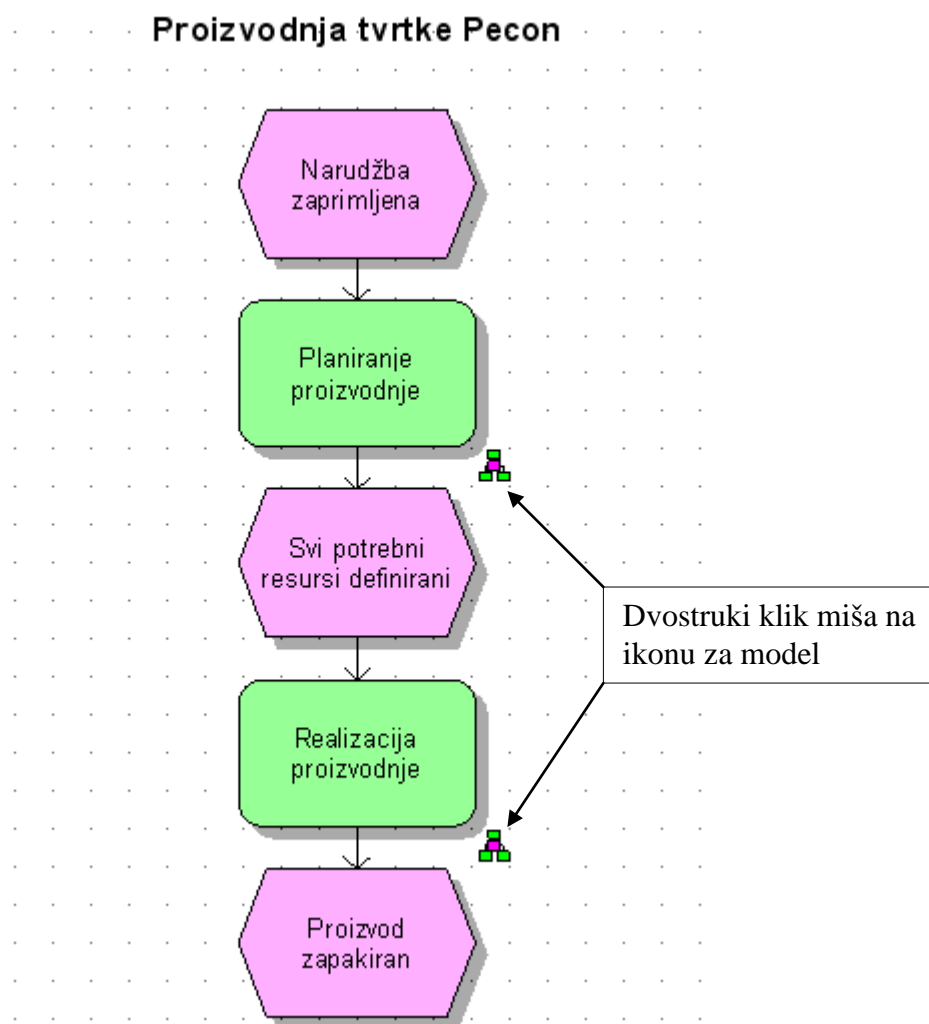 Proizvodnja tvrtke Pecon
Narudžba
zaprimljena
Planiranje
proizvodnje
Svi potrebni
resursi definirani
Dvostruki klik miša na
ikonu za model
Realizacija
proizvodnje
Proizvod
zapakiran